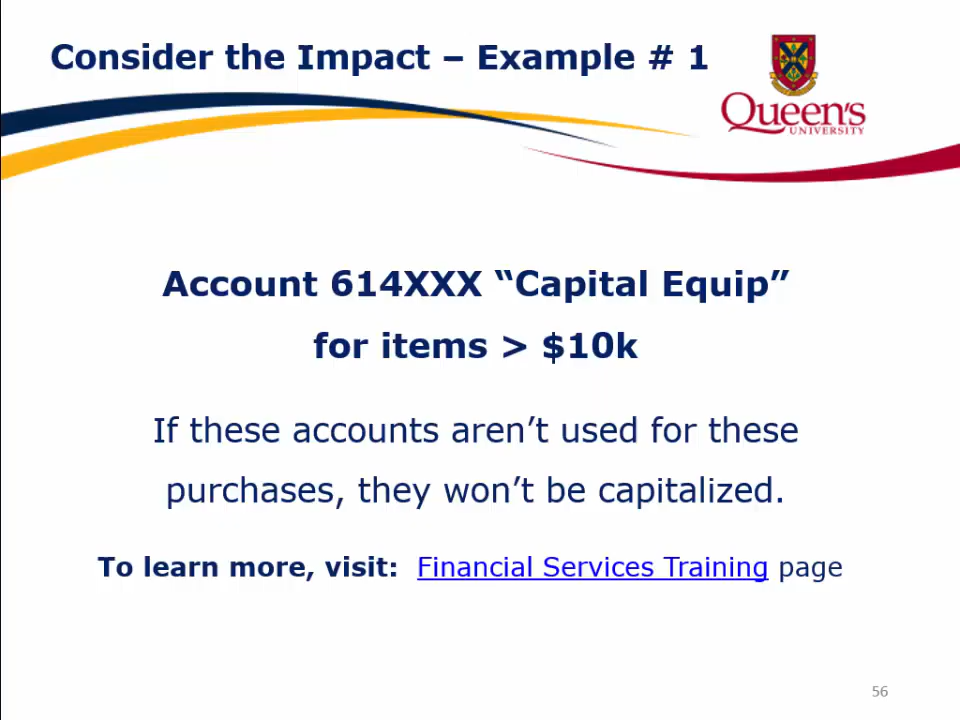 Consider the Impact – Example # 1
Queen's
UNIVERSITY
Account 614XXX “Capital Equip”
for items > $10k
If these accounts aren’t used for these
purchases, they won’t be capitalized.
To learn more, visit: Financial Services Training page
56